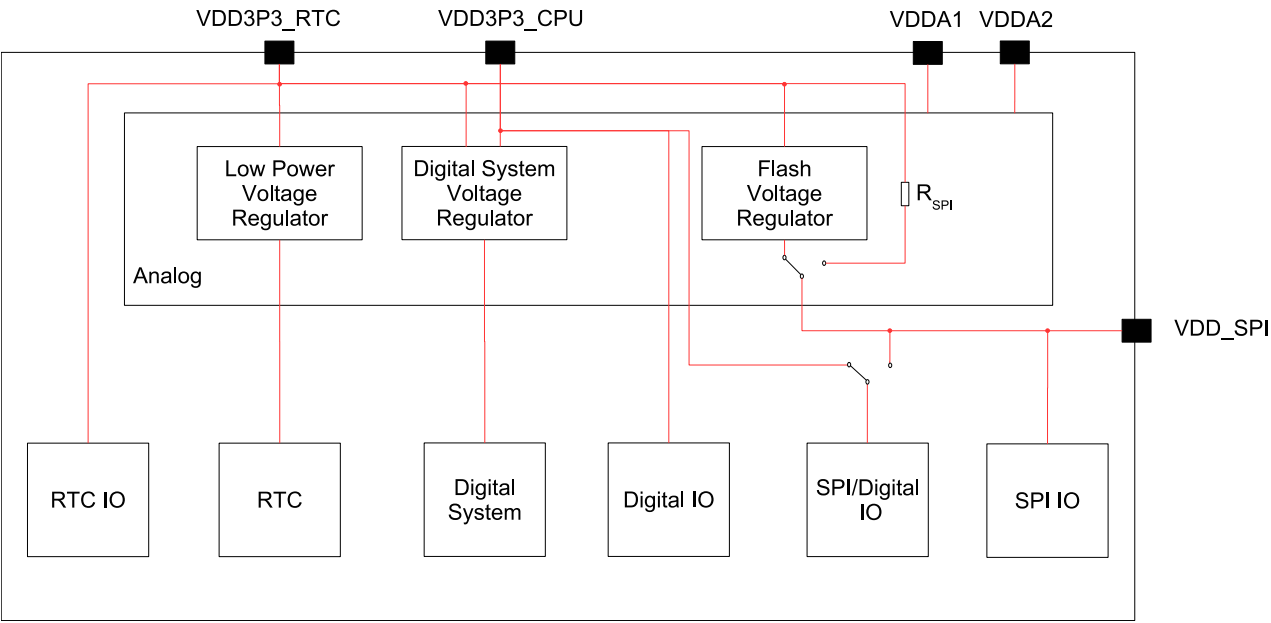 VDD3P3_RTC
VDD3P3_CPU
VDDA1
VDDA2
Low Power
Voltage
Regulator
Digital System
Voltage
Regulator
Flash
Voltage
Regulator
RSPI
Analog
VDD_SPI
RTC IO
RTC
Digital
System
Digital IO
SPI/Digital
IO
SPI IO